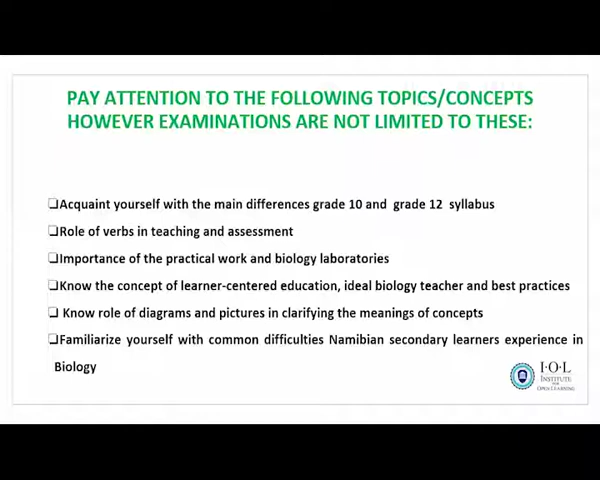 PAY ATTENTION TO THE FOLLOWING TOPICS/CONCEPTS
HOWEVER EXAMINATIONS ARE NOT LIMITED TO THESE:
❑Acquaint yourself with the main differences grade 10 and grade 12 syllabus
❑Role of verbs in teaching and assessment
❑Importance of the practical work and biology laboratories
❑Know the concept of learner-centered education, ideal biology teacher and best practices
❑ Know role of diagrams and pictures in clarifying the meanings of concepts
❑Familiarize yourself with common difficulties Namibian secondary learners experience in
Biology
I·O·L
INSTITUTE
FOR
OPEN LEARNING